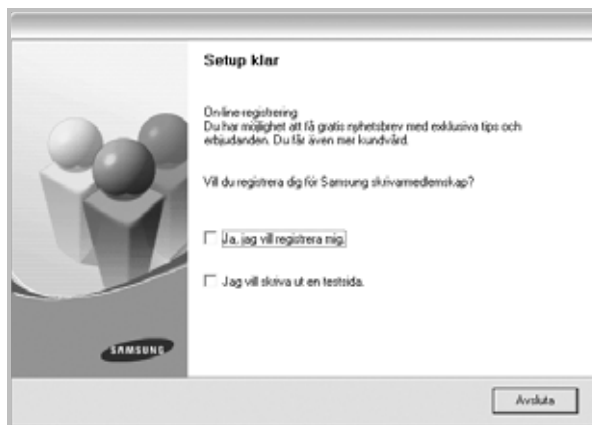 Setup klar
On-line-registrering
Du har möjlighet att få gratis nyhetsbrev med exklusiva tips och
erbjudanden. Du får även mer kundvård.
Vill du registrera dig för Samsung skrivarmedlemskap?
Ja, jag vill registrera mig.
Jag vill skriva ut en testsida.
SAMSUNG
Avsluta